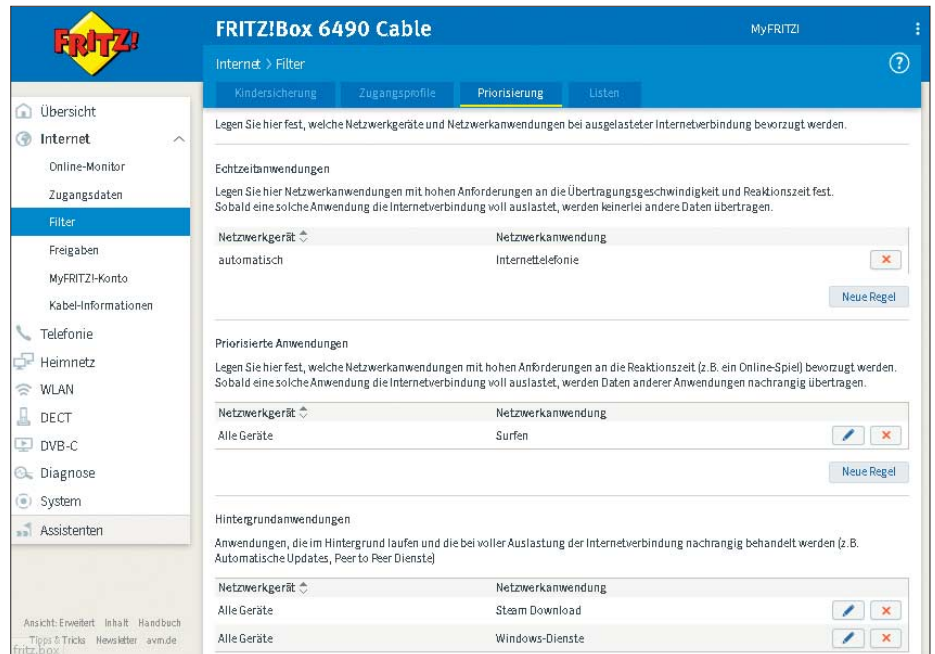 FRITZ!
FRITZ!Box 6490 Cable
MyFRITZ!
Internet > Filter
Kindersicherung
Zugangsprofile
Priorisierung
Listen
Übersicht
Internet
Online-Monitor
Zugangsdaten
Filter
Freigaben
MyFRITZ!-Konto
Kabel-Informationen
Telefonie
Heimnetz
WLAN
DECT
DVB-C
Diagnose
System
Assistenten
Ansicht: Erweitert Inhalt Handbuch
Tipps & Tricks Newsletter avm.de
fritz.box
Legen Sie hier fest, welche Netzwerkgeräte und Netzwerkanwendungen bei ausgelasteter Internetverbindung bevorzugt werden.
Echtzeitanwendungen
Legen Sie hier Netzwerkanwendungen mit hohen Anforderungen an die Übertragungsgeschwindigkeit und Reaktionszeit fest.
Sobald eine solche Anwendung die Internetverbindung voll auslastet, werden keinerlei andere Daten übertragen.
Netzwerkgerät Netzwerkanwendung
automatisch Internettelefonie
Neue Regel
Priorisierte Anwendungen
Legen Sie hier fest, welche Netzwerkanwendungen mit hohen Anforderungen an die Reaktionszeit (z.B. ein Online-Spiel) bevorzugt werden.
Sobald eine solche Anwendung die Internetverbindung voll auslastet, werden Daten anderer Anwendungen nachrangig übertragen.
Netzwerkgerät Netzwerkanwendung
Alle Geräte Surfen
Neue Regel
Hintergrundanwendungen
Anwendungen, die im Hintergrund laufen und die bei voller Auslastung der Internetverbindung nachrangig behandelt werden (z.B.
Automatische Updates, Peer to Peer Dienste)
Netzwerkgerät Netzwerkanwendung
Alle Geräte Steam Download
Alle Geräte Windows-Dienste